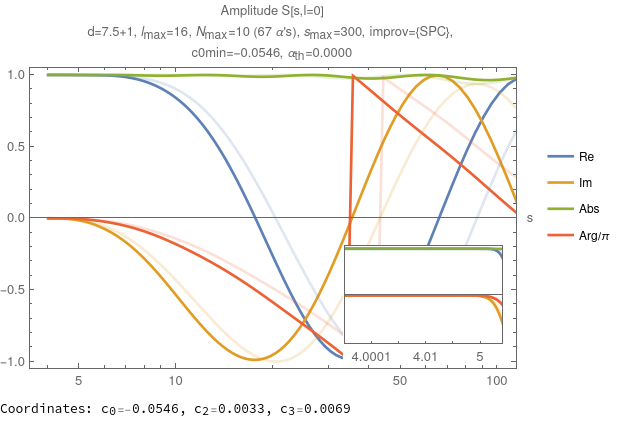 Amplitude S[s,l=0]
d=7.5+1, lmax=16, Nmax=10 (67 α's), smax=300, improv={SPC},
c0min=-0.0546, αth=0.0000
1.0
0.5
0.0
-0.5
-1.0
s
Re
Im
Abs
Arg/π
4.0001 4.01 5
5 10 50 100
Coordinates: c0=-0.0546, c2=0.0033, c3=0.0069